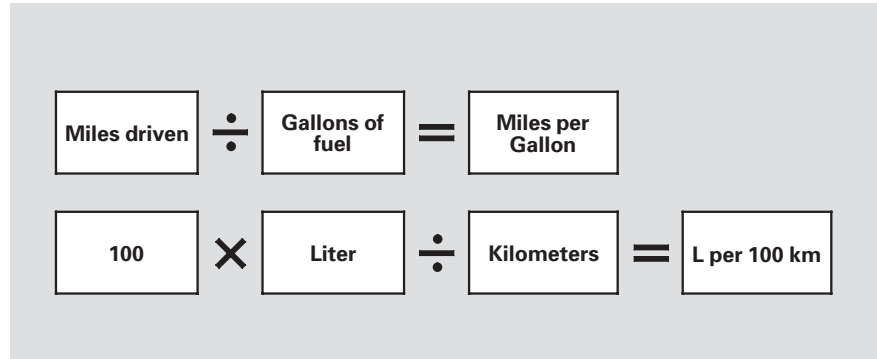 Miles driven ÷ Gallons of fuel = Miles per Gallon
100 × Liter ÷ Kilometers = L per 100 km